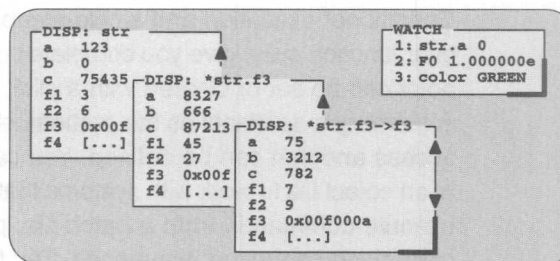 DISP: str
a 123
b
c 75435
f1 3
f2 6
f3 0x00f
f4 [...]
DISP: *str.f3
a 8327
b 666
87213
f1 45
f2 27
f3 0x00f
f4 [...]
DISP: *str.f3->f3
a 75
3212
c 782
f1 7
f2 9
f3 0x00f000a
f4 [...]
WATCH
1: str.a 0
2: F0 1.000000e
3: color GREEN